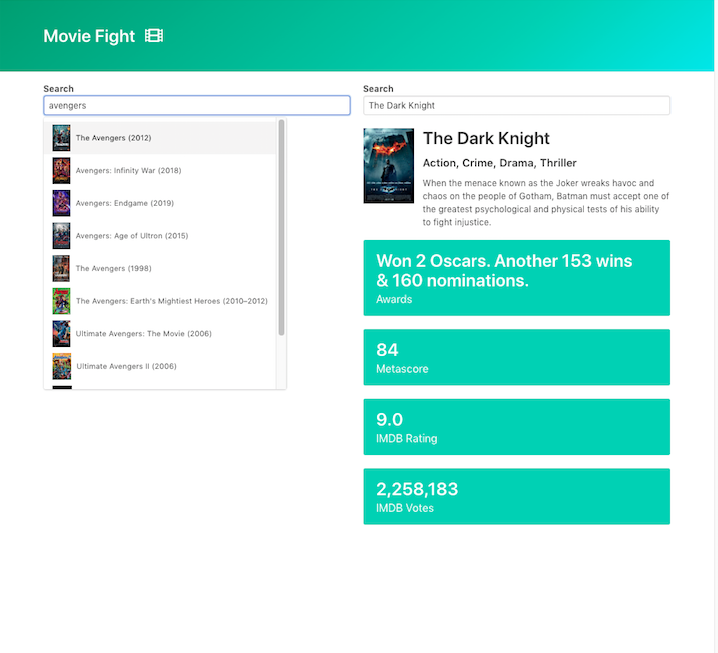 Movie Fight
Search
avengers
The Avengers (2012)
Avengers: Infinity War (2018)
Avengers: Endgame (2019)
Avengers: Age of Ultron (2015)
The Avengers (1998)
The Avengers: Earth's Mightiest Heroes (2010–2012)
Ultimate Avengers: The Movie (2006)
Ultimate Avengers II (2006)
Search
The Dark Knight
The Dark Knight
Action, Crime, Drama, Thriller
When the menace known as the Joker wreaks havoc and
chaos on the people of Gotham, Batman must accept one of
the greatest psychological and physical tests of his ability
to fight injustice.
Won 2 Oscars. Another 153 wins
& 160 nominations.
Awards
84
Metascore
9.0
IMDB Rating
2,258,183
IMDB Votes